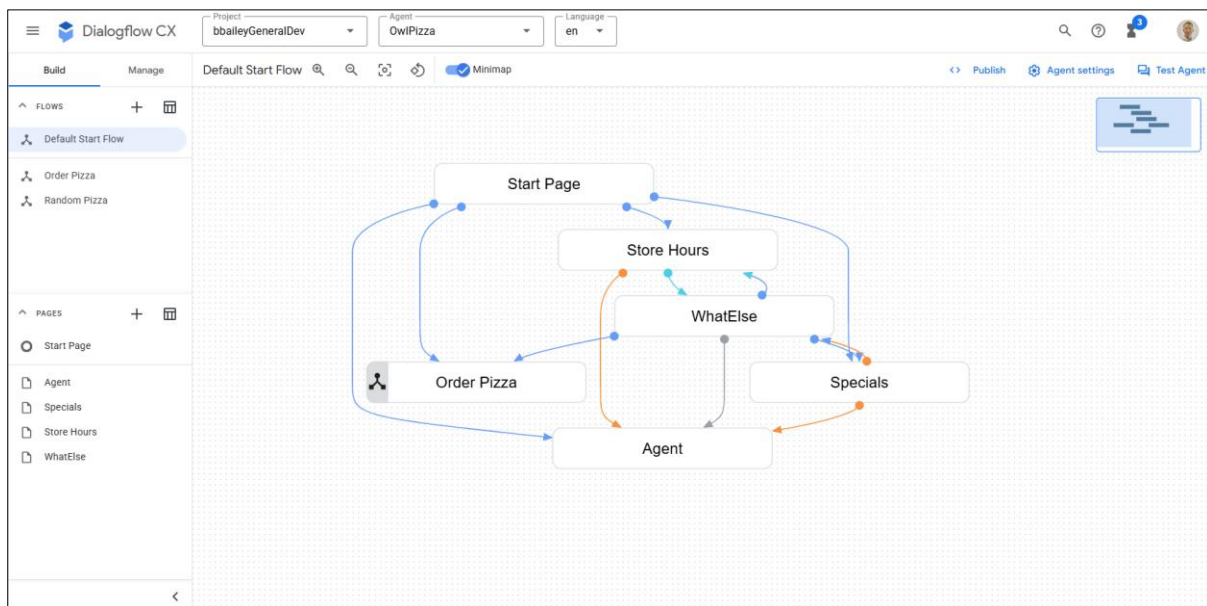 Dialogflow CX
Project
bbaileyGeneralDev
Agent
OwlPizza
Language
en
3
Build
Manage
Default Start Flow
Minimap
Publish
Agent settings
Test Agent
FLOWS
Default Start Flow
Order Pizza
Random Pizza
PAGES
Start Page
Agent
Specials
Store Hours
WhatElse
Start Page
Store Hours
WhatElse
Order Pizza
Specials
Agent